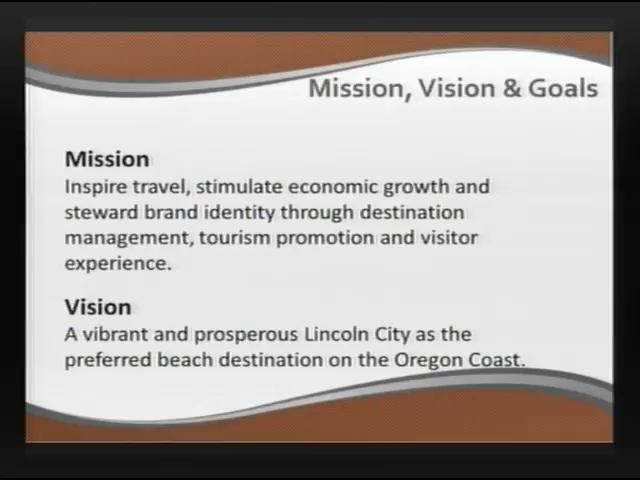 Mission, Vision & Goals
Mission
Inspire travel, stimulate economic growth and
steward brand identity through destination
management, tourism promotion and visitor
experience.
Vision
A vibrant and prosperous Lincoln City as the
preferred beach destination on the Oregon Coast.